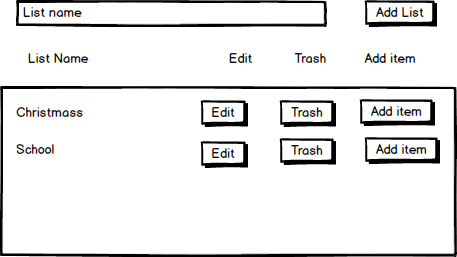 List name Add List
List Name Edit Trash Add item
Christmass Edit Trash Add item
School Edit Trash Add item